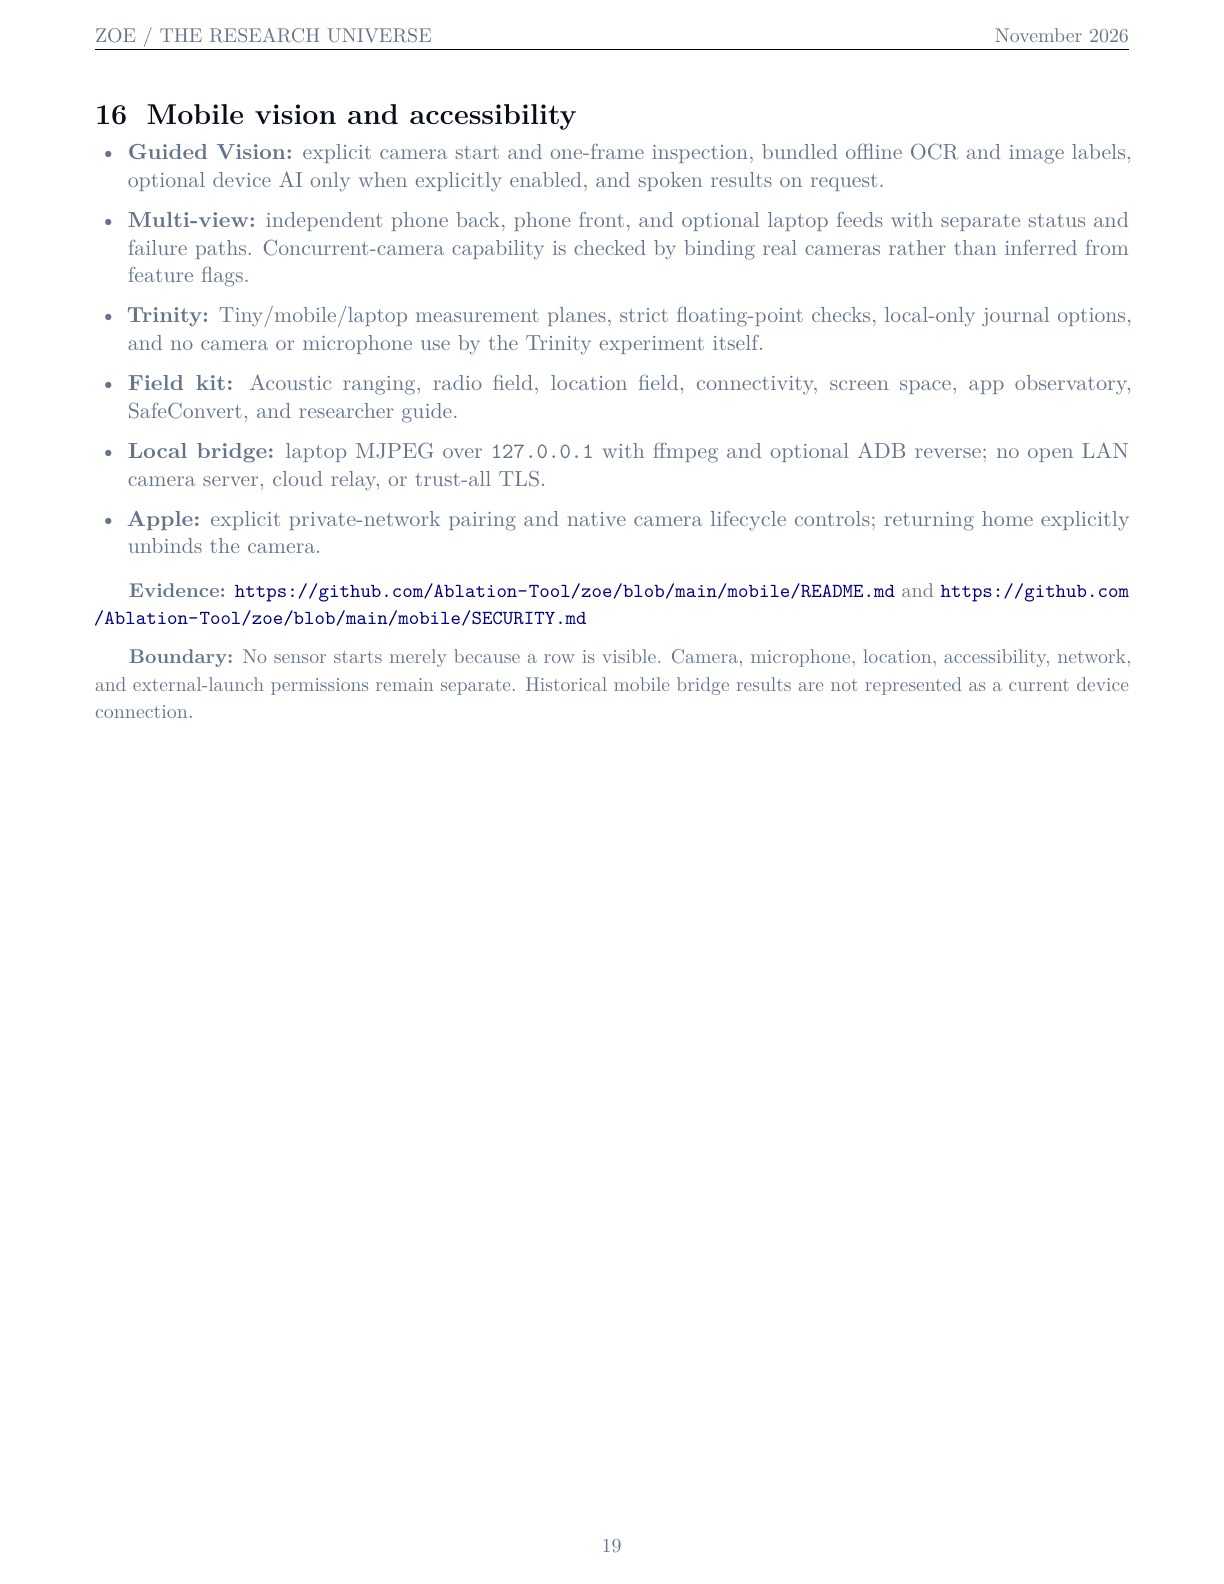 ZOE / THE RESEARCH UNIVERSE November 2026
16 Mobile vision and accessibility
• Guided Vision: explicit camera start and one-frame inspection, bundled offline OCR and image labels,
optional device AI only when explicitly enabled, and spoken results on request.
• Multi-view: independent phone back, phone front, and optional laptop feeds with separate status and
failure paths. Concurrent-camera capability is checked by binding real cameras rather than inferred from
feature flags.
• Trinity: Tiny/mobile/laptop measurement planes, strict floating-point checks, local-only journal options,
and no camera or microphone use by the Trinity experiment itself.
• Field kit: Acoustic ranging, radio field, location field, connectivity, screen space, app observatory,
SafeConvert, and researcher guide.
• Local bridge: laptop MJPEG over 127.0.0.1 with ffmpeg and optional ADB reverse; no open LAN
camera server, cloud relay, or trust-all TLS.
• Apple: explicit private-network pairing and native camera lifecycle controls; returning home explicitly
unbinds the camera.
Evidence: https://github.com/Ablation-Tool/zoe/blob/main/mobile/README.md and https://github.com
/Ablation-Tool/zoe/blob/main/mobile/SECURITY.md
Boundary: No sensor starts merely because a row is visible. Camera, microphone, location, accessibility, network,
and external-launch permissions remain separate. Historical mobile bridge results are not represented as a current device
connection.
19